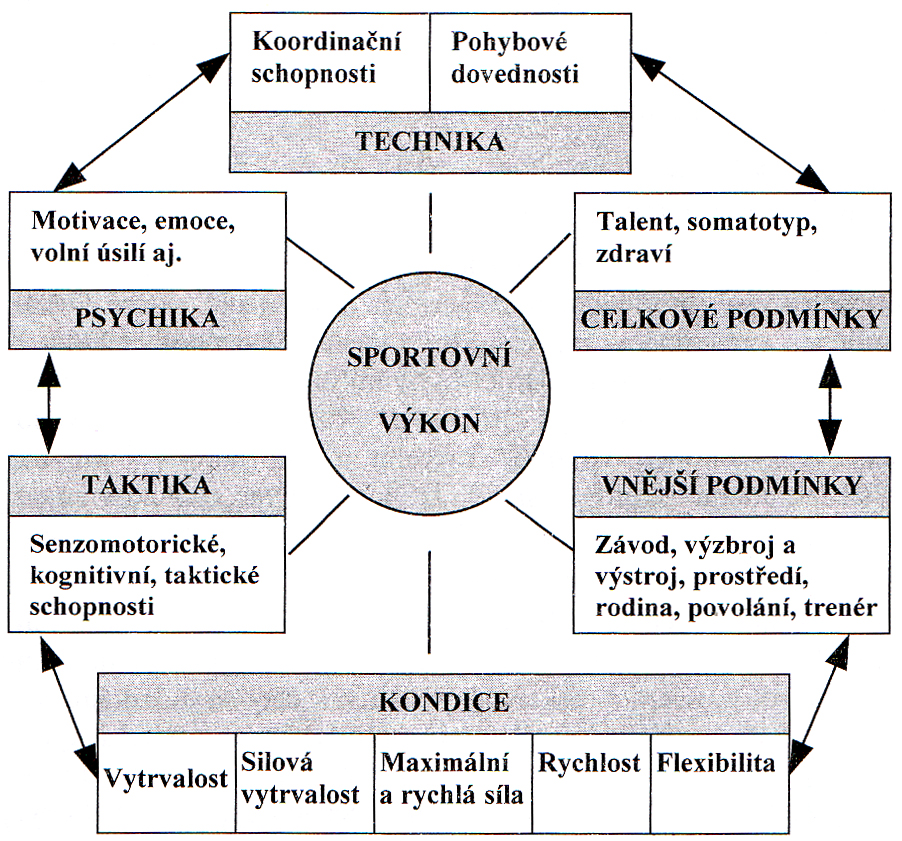 Koordinační
schopnosti
Pohybové
dovednosti
TECHNIKA
Motivace, emoce,
volní úsilí aj.
PSYCHIKA
Talent, somatotyp,
zdraví
CELKOVÉ PODMÍNKY
SPORTOVNÍ
VÝKON
TAKTIKA
Senzomotorické,
kognitivní, taktické
schopnosti
VNĚJŠÍ PODMÍNKY
Závod, výzbroj a
výstroj, prostředí,
rodina, povolání, trenér
KONDICE
Vytrvalost
Silová
vytrvalost
Maximální
a rychlá síla
Rychlost
Flexibilita